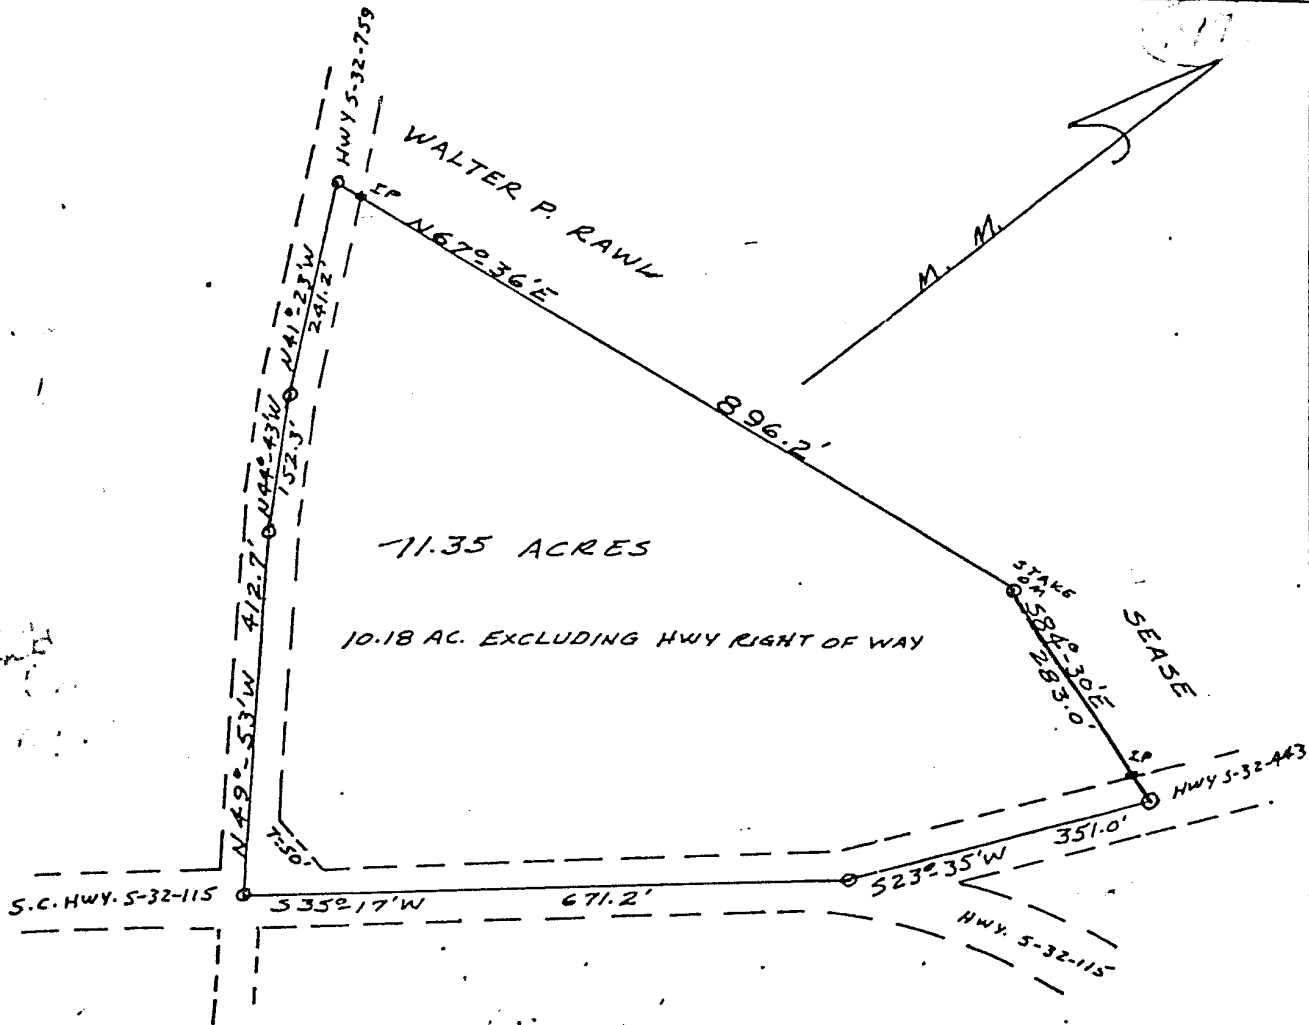 HWY S-32-759
IP
WALTER P. RAWL
N67°-36'E
896.2'
M. M.
N41°-23'W
241.2'
N44°-43'W
152.3'
412.7'
N49°-53'W
11.35 ACRES
10.18 AC. EXCLUDING HWY RIGHT OF WAY
STAKE
OM
S84°-30'E
283.0'
SEASE
IP
HWY S-32-443
T=50'
S.C. HWY. S-32-115
S35°17'W
671.2'
S23°-35'W
351.0'
HWY. S-32-115